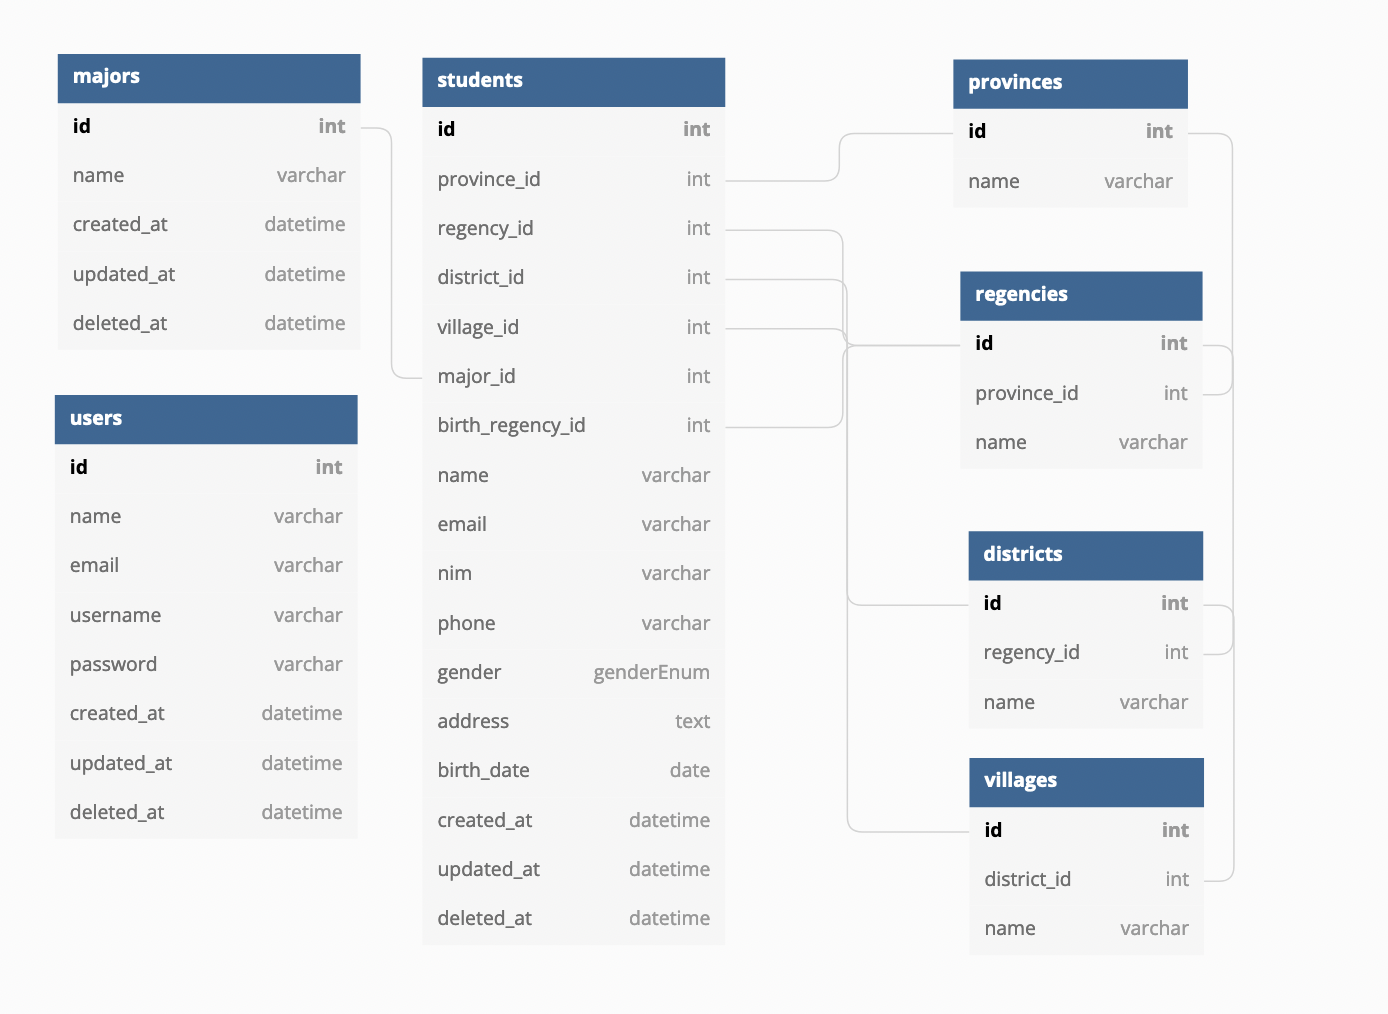 majors
id int
name varchar
created_at datetime
updated_at datetime
deleted_at datetime
users
id int
name varchar
email varchar
username varchar
password varchar
created_at datetime
updated_at datetime
deleted_at datetime
students
id int
province_id int
regency_id int
district_id int
village_id int
major_id int
birth_regency_id int
name varchar
email varchar
nim varchar
phone varchar
gender genderEnum
address text
birth_date date
created_at datetime
updated_at datetime
deleted_at datetime
provinces
id int
name varchar
regencies
id int
province_id int
name varchar
districts
id int
regency_id int
name varchar
villages
id int
district_id int
name varchar